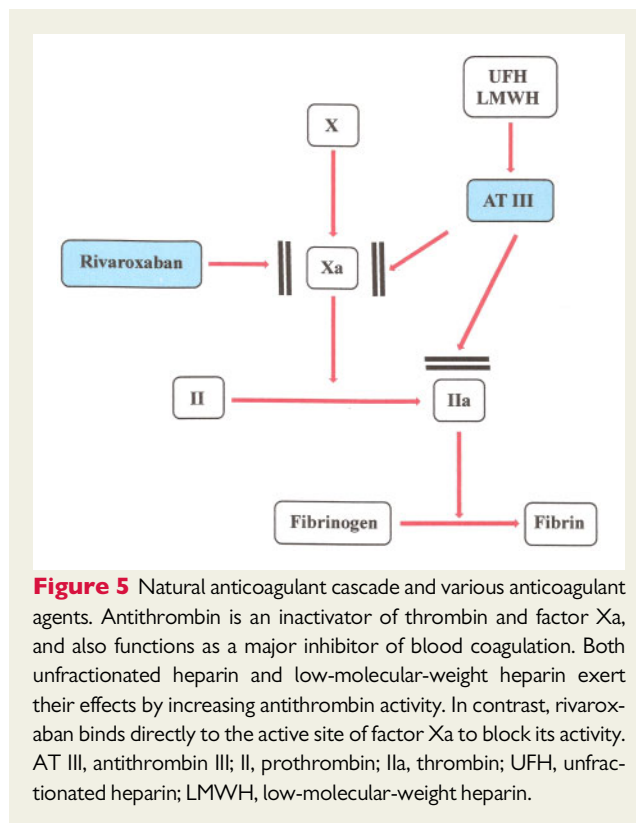 UFH
LMWH
X
AT III
Rivaroxaban
Xa
II
IIa
Fibrinogen
Fibrin
Figure 5 Natural anticoagulant cascade and various anticoagulant
agents. Antithrombin is an inactivator of thrombin and factor Xa,
and also functions as a major inhibitor of blood coagulation. Both
unfractionated heparin and low-molecular-weight heparin exert
their effects by increasing antithrombin activity. In contrast, rivarox-
aban binds directly to the active site of factor Xa to block its activity.
AT III, antithrombin III; II, prothrombin; IIa, thrombin; UFH, unfrac-
tionated heparin; LMWH, low-molecular-weight heparin.